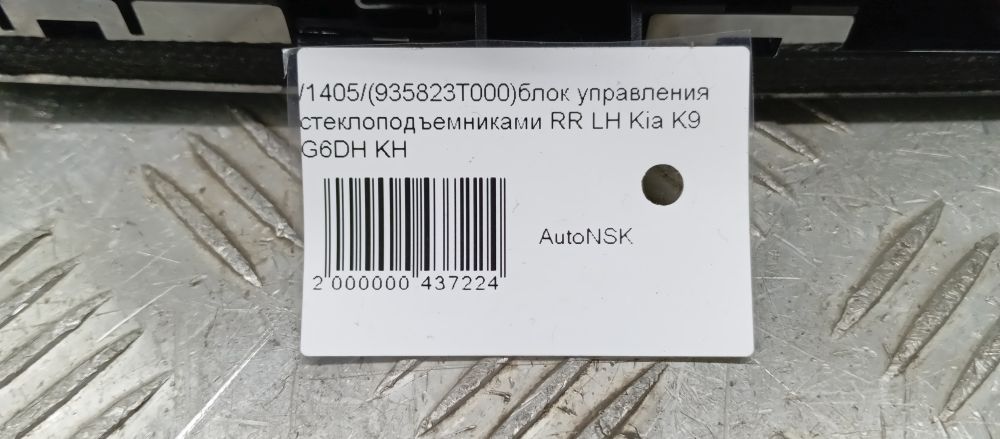 /1405/(935823T000)блок управления
стеклоподъемниками RR LH Kia K9
G6DH KH
AutoNSK
2 000000 437224